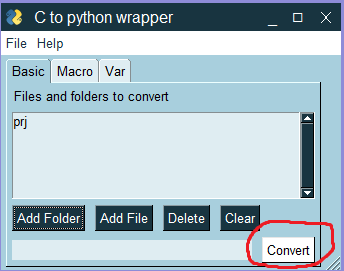 C to python wrapper
File Help
Basic Macro Var
Files and folders to convert
prj
Add Folder Add File Delete Clear
Convert